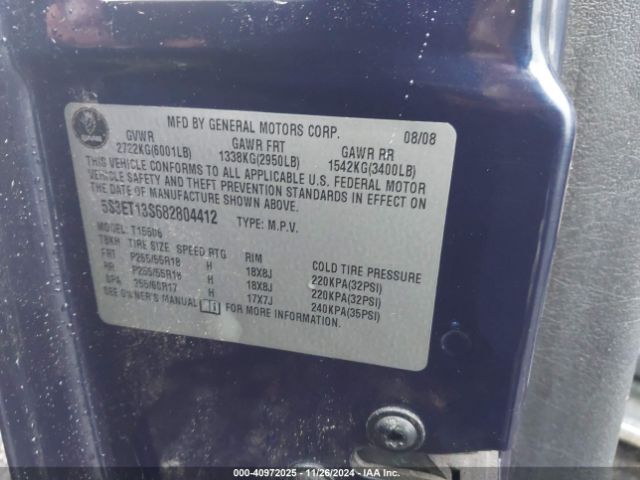 MFD BY GENERAL MOTORS CORP. 08/08
GVWR GAWR FRT GAWR RR
2722KG(6001LB) 1338KG(2950LB) 1542KG(3400LB)
THIS VEHICLE CONFORMS TO ALL APPLICABLE U.S. FEDERAL MOTOR
VEHICLE SAFETY AND THEFT PREVENTION STANDARDS IN EFFECT ON
THE DATE OF MANUFACTURE SHOWN ABOVE.
5S3ET13S682804412 TYPE: M.P.V.
MODEL: T15506
TBKH TIRE SIZE SPEED RTG RIM COLD TIRE PRESSURE
FRT P255/55R18 H 18X8J 220KPA(32PSI)
RR P255/55R18 H 18X8J 220KPA(32PSI)
SPA 255/65R17 H 17X7J 240KPA(35PSI)
SEE OWNER'S MANUAL FOR MORE INFORMATION.
000-40972025 - 11/26/2024 - IAA Inc.